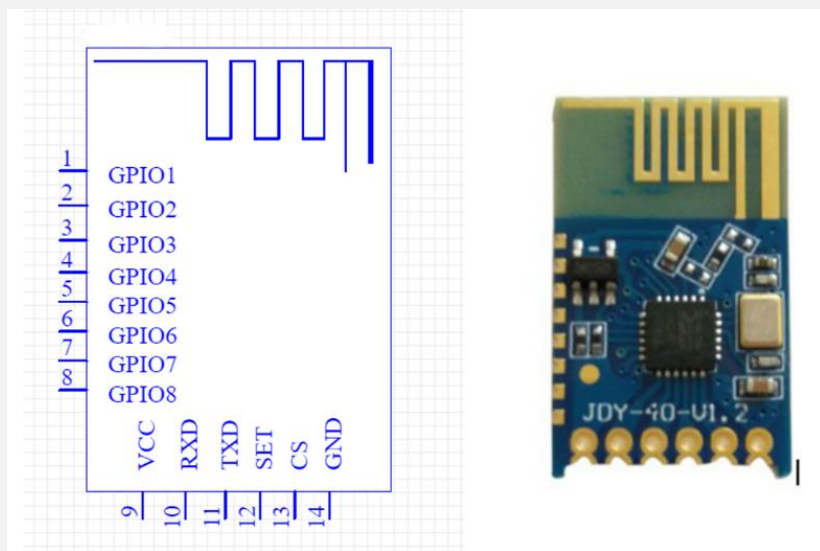 1 GPIO1
2 GPIO2
3 GPIO3
4 GPIO4
5 GPIO5
6 GPIO6
7 GPIO7
8 GPIO8
VCC RXD TXD SET CS GND
9 10 11 12 13 14
JDY-40-V1.2